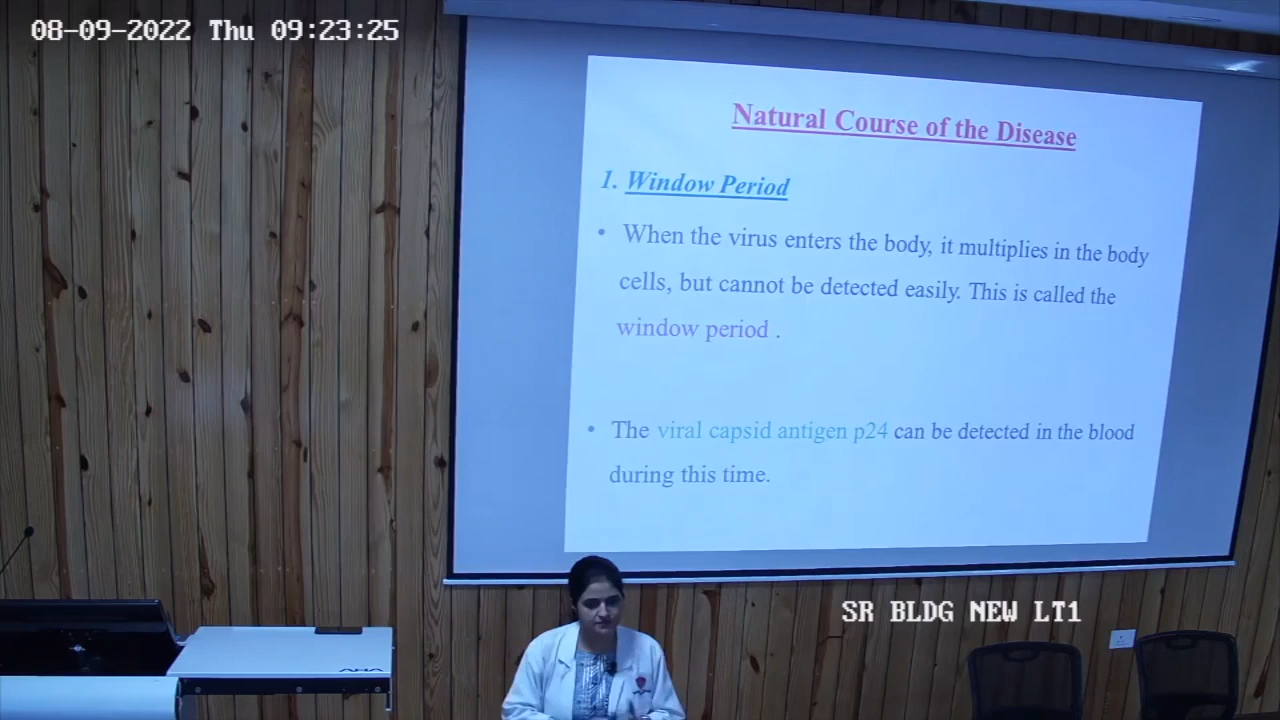 08-09-2022 Thu 09:23:25
Natural Course of the Disease
1. Window Period
• When the virus enters the body, it multiplies in the body
cells, but cannot be detected easily. This is called the
window period .
• The viral capsid antigen p24 can be detected in the blood
during this time.
SR BLDG NEW LT1
AHA